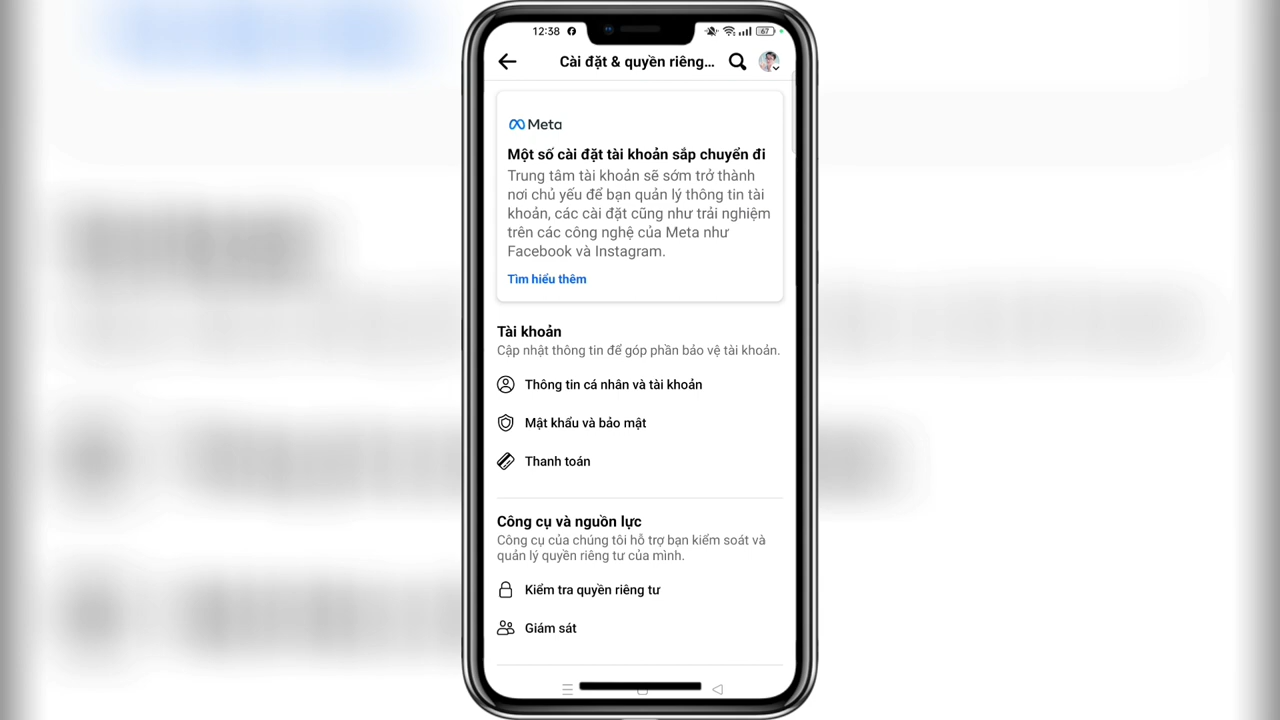 12:38
67
Cài đặt & quyền riêng...
Meta
Một số cài đặt tài khoản sắp chuyển đi
Trung tâm tài khoản sẽ sớm trở thành
nơi chủ yếu để bạn quản lý thông tin tài
khoản, các cài đặt cũng như trải nghiệm
trên các công nghệ của Meta như
Facebook và Instagram.
Tìm hiểu thêm
Tài khoản
Cập nhật thông tin để góp phần bảo vệ tài khoản.
Thông tin cá nhân và tài khoản
Mật khẩu và bảo mật
Thanh toán
Công cụ và nguồn lực
Công cụ của chúng tôi hỗ trợ bạn kiểm soát và
quản lý quyền riêng tư của mình.
Kiểm tra quyền riêng tư
Giám sát